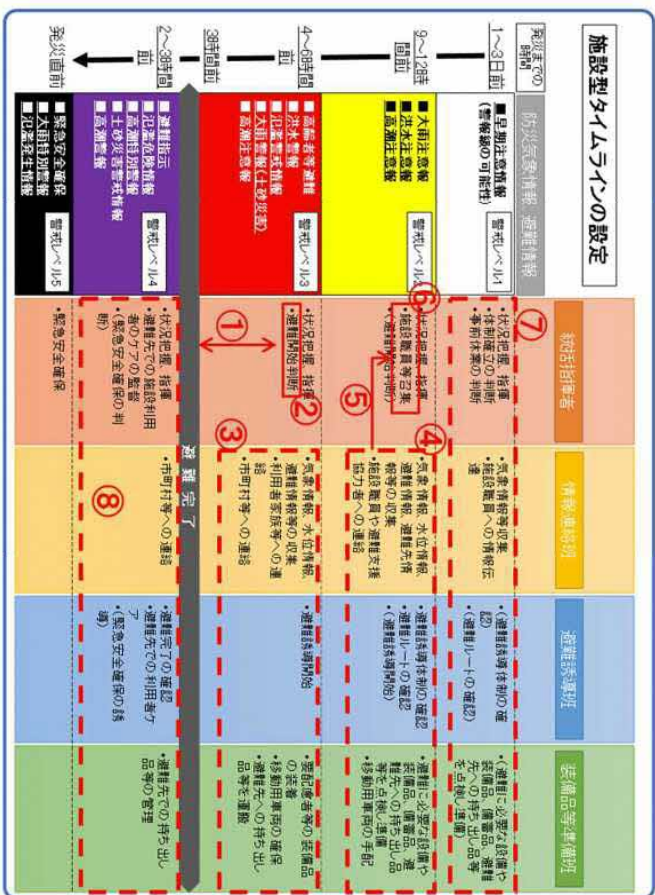 施設型タイムラインの設定
発災までの
時間
防災気象情報、避難情報
統括指揮者
情報連絡班
避難誘導班
装備品等準備班
1～3日前
■早期注意情報
(警報級の可能性)
警戒レベル1
⑦
・状況把握、指揮
・体制確立の判断
・事前休業の判断
・気象情報等収集
・施設職員への情報伝
達
・(避難誘導体制の確
認)
・(避難ルートの確認)
・(避難に必要な設備や
装備品、備蓄品、避難
先への持ち出し品等
を点検し準備)
9～128時
間前
■大雨注意報
■洪水注意報
■高潮注意報
警戒レベル2
⑥
・状況把握、指揮
・施設職員等召集
・(避難開始判断)
⑤
④
・気象情報、水位情報、
避難情報、避難先情
報等の収集
・施設職員や避難支援
協力者への連絡
・避難誘導体制の確認
・避難ルートの確認
・(避難誘導開始)
・避難に必要な設備や
装備品、備蓄品、避
難先への持ち出し品
等を点検し準備
・移動用車両の手配
4～68時間
前
■高齢者等避難
■洪水警報
■氾濫警戒情報
■大雨警報(土砂災害)
■高潮注意報
警戒レベル3
・状況把握、指揮
・避難開始判断
②
①
③
・気象情報、水位情報、
避難情報等の収集
・利用者家族等への連
絡
・市町村等への連絡
・避難誘導開始
・要配慮者等の装備品
の装着
・移動用車両の確保
・避難先への持ち出し
品等を運搬
38時間前
避難完了
2～38時間
前
■避難指示
■氾濫危険情報
■高潮特別警報
■土砂災害警戒情報
■高潮警報
警戒レベル4
・状況把握、指揮
・避難先での施設利用
者のケアの監督
・(緊急安全確保の判
断)
・市町村等への連絡
⑧
・避難完了の確認
・避難先での利用者ケ
ア
・(緊急安全確保の誘
導)
・避難先での持ち出し
品等の管理
発災直前
■緊急安全確保
■大雨特別警報
■氾濫発生情報
警戒レベル5
・緊急安全確保